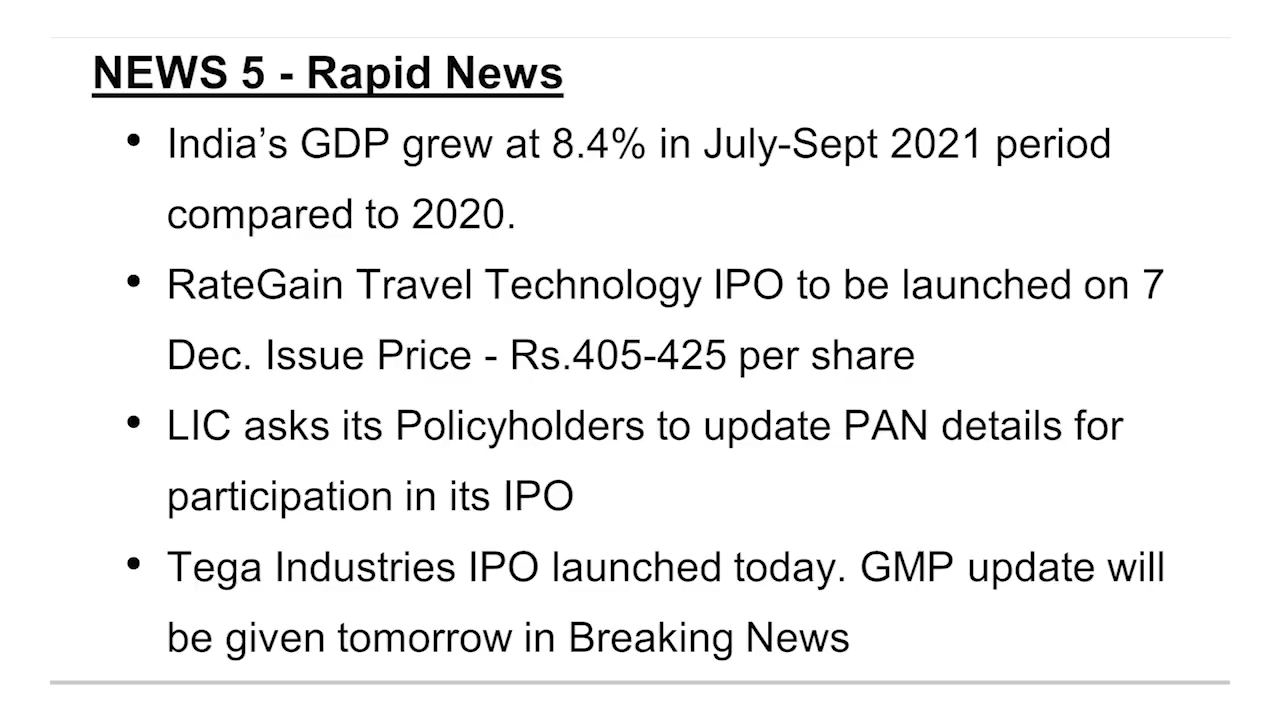 NEWS 5 - Rapid News
• India’s GDP grew at 8.4% in July-Sept 2021 period
compared to 2020.
• RateGain Travel Technology IPO to be launched on 7
Dec. Issue Price - Rs.405-425 per share
• LIC asks its Policyholders to update PAN details for
participation in its IPO
• Tega Industries IPO launched today. GMP update will
be given tomorrow in Breaking News